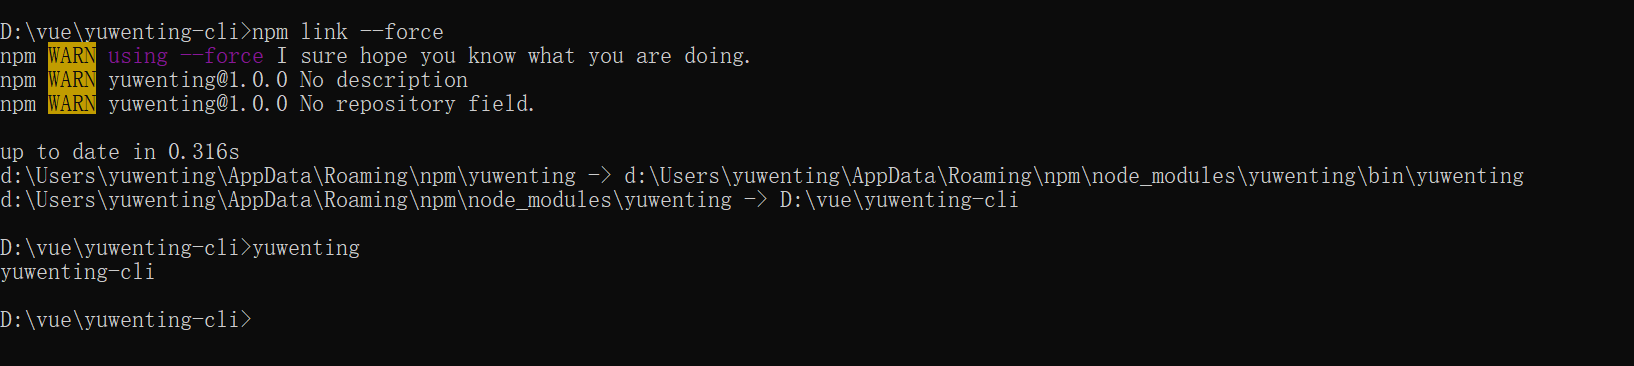 D:\vue\yuwenting-cli>npm link --force
npm WARN using --force I sure hope you know what you are doing.
npm WARN yuwenting@1.0.0 No description
npm WARN yuwenting@1.0.0 No repository field.
up to date in 0.316s
d:\Users\yuwenting\AppData\Roaming\npm\yuwenting -> d:\Users\yuwenting\AppData\Roaming\npm\node_modules\yuwenting\bin\yuwenting
d:\Users\yuwenting\AppData\Roaming\npm\node_modules\yuwenting -> D:\vue\yuwenting-cli
D:\vue\yuwenting-cli>yuwenting
yuwenting-cli
D:\vue\yuwenting-cli>